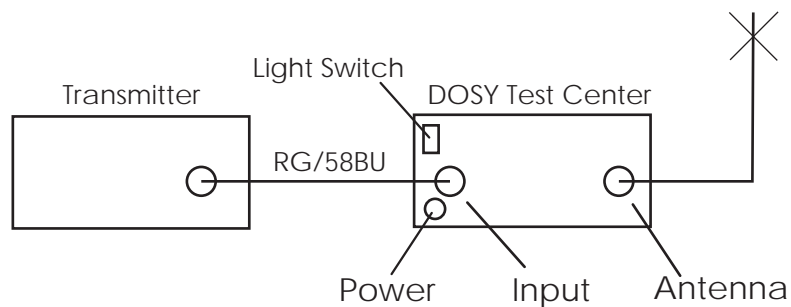 Light Switch
Transmitter
DOSY Test Center
RG/58BU
Power
Input
Antenna